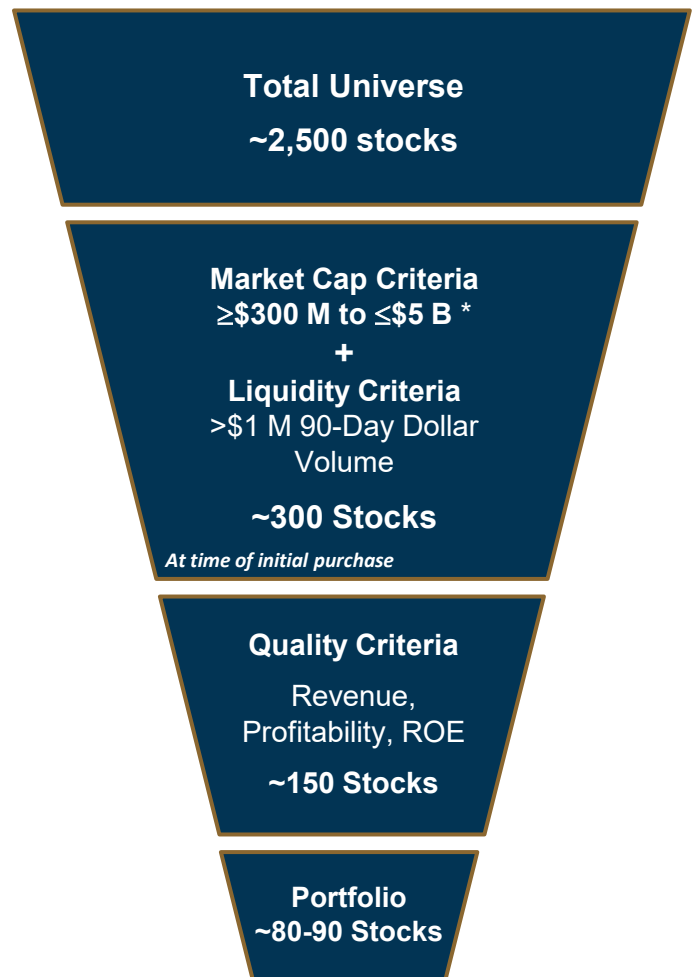 Total Universe
~2,500 stocks
Market Cap Criteria
≥$300 M to ≤$5 B *
+
Liquidity Criteria
>$1 M 90-Day Dollar
Volume
~300 Stocks
At time of initial purchase
Quality Criteria
Revenue,
Profitability, ROE
~150 Stocks
Portfolio
~80-90 Stocks